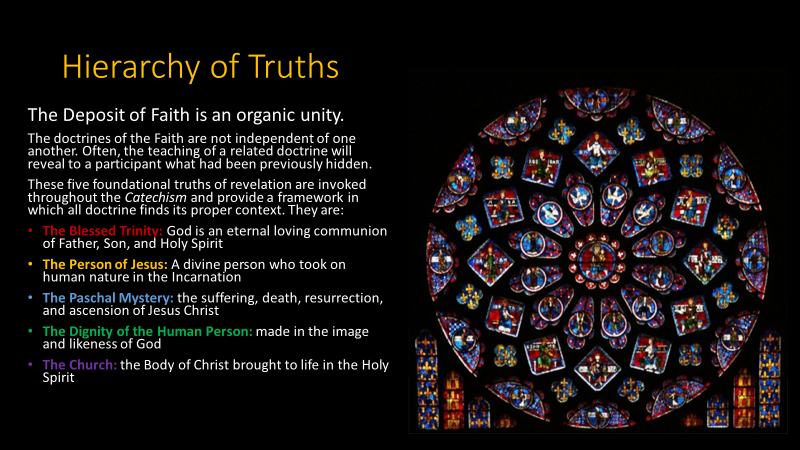 Hierarchy of Truths
The Deposit of Faith is an organic unity.
The doctrines of the Faith are not independent of one
another. Often, the teaching of a related doctrine will
reveal to a participant what had been previously hidden.
These five foundational truths of revelation are invoked
throughout the Catechism and provide a framework in
which all doctrine finds its proper context. They are:
• The Blessed Trinity: God is an eternal loving communion
of Father, Son, and Holy Spirit
• The Person of Jesus: A divine person who took on
human nature in the Incarnation
• The Paschal Mystery: the suffering, death, resurrection,
and ascension of Jesus Christ
• The Dignity of the Human Person: made in the image
and likeness of God
• The Church: the Body of Christ brought to life in the Holy
Spirit